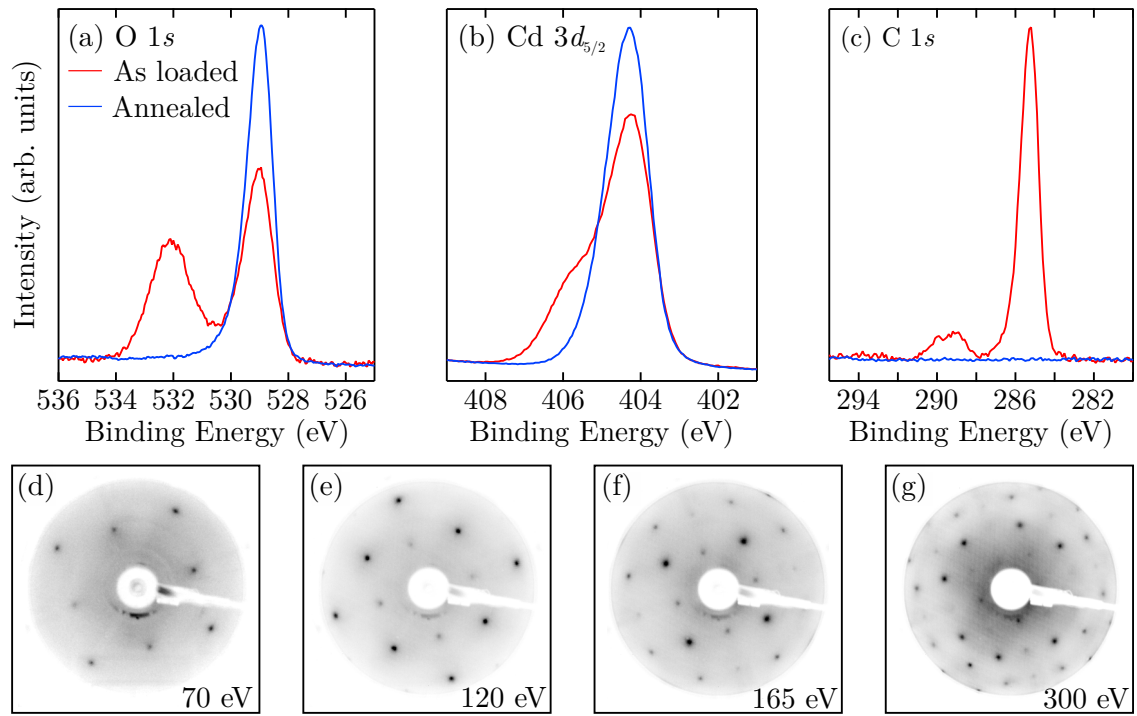 (a) O 1s
As loaded
Annealed
(b) Cd 3d5/2
(c) C 1s
Intensity (arb. units)
536 534 532 530 528 526
408 406 404 402
294 290 286 282
Binding Energy (eV)
Binding Energy (eV)
Binding Energy (eV)
(d)
(e)
(f)
(g)
70 eV
120 eV
165 eV
300 eV